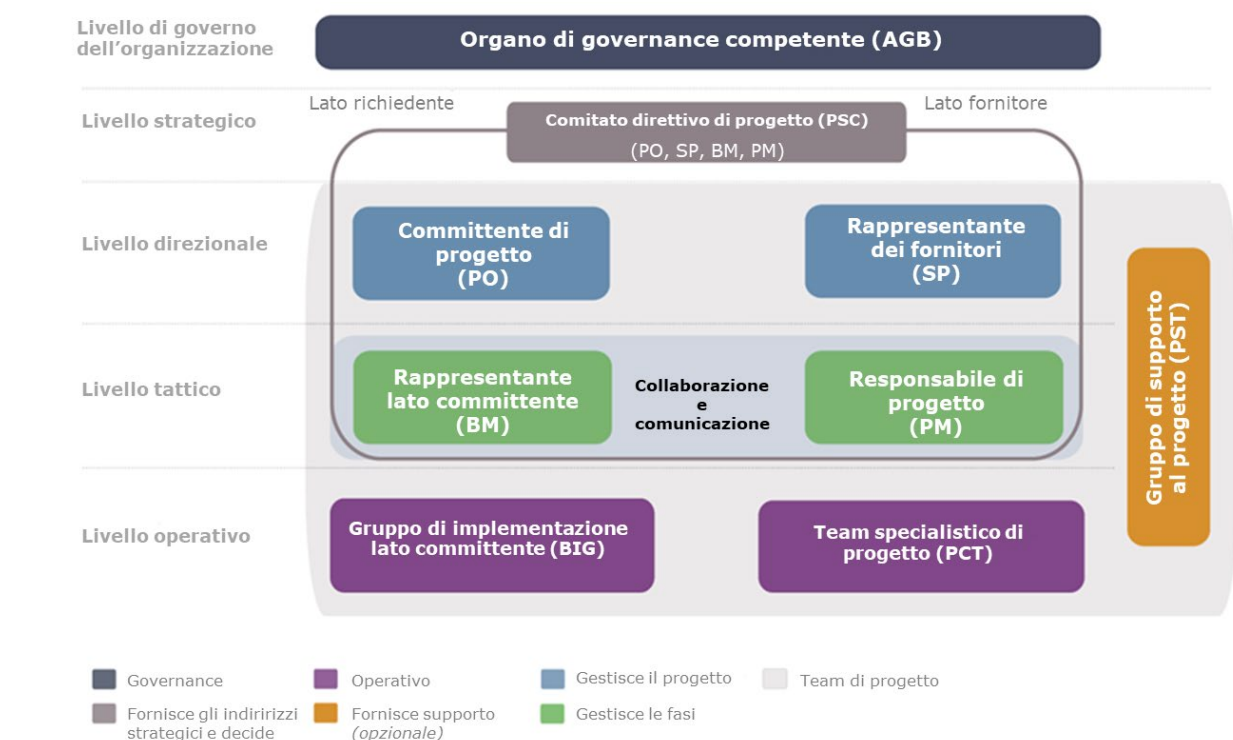 Livello di governo
dell'organizzazione
Organo di governance competente (AGB)
Lato richiedente
Lato fornitore
Livello strategico
Comitato direttivo di progetto (PSC)
(PO, SP, BM, PM)
Livello direzionale
Committente di
progetto
(PO)
Rappresentante
dei fornitori
(SP)
Livello tattico
Rappresentante
lato committente
(BM)
Collaborazione
e
comunicazione
Responsabile di
progetto
(PM)
Gruppo di supporto
al progetto (PST)
Livello operativo
Gruppo di implementazione
lato committente (BIG)
Team specialistico di
progetto (PCT)
Governance
Operativo
Gestisce il progetto
Team di progetto
Fornisce gli indiririzzi
strategici e decide
Fornisce supporto
(opzionale)
Gestisce le fasi